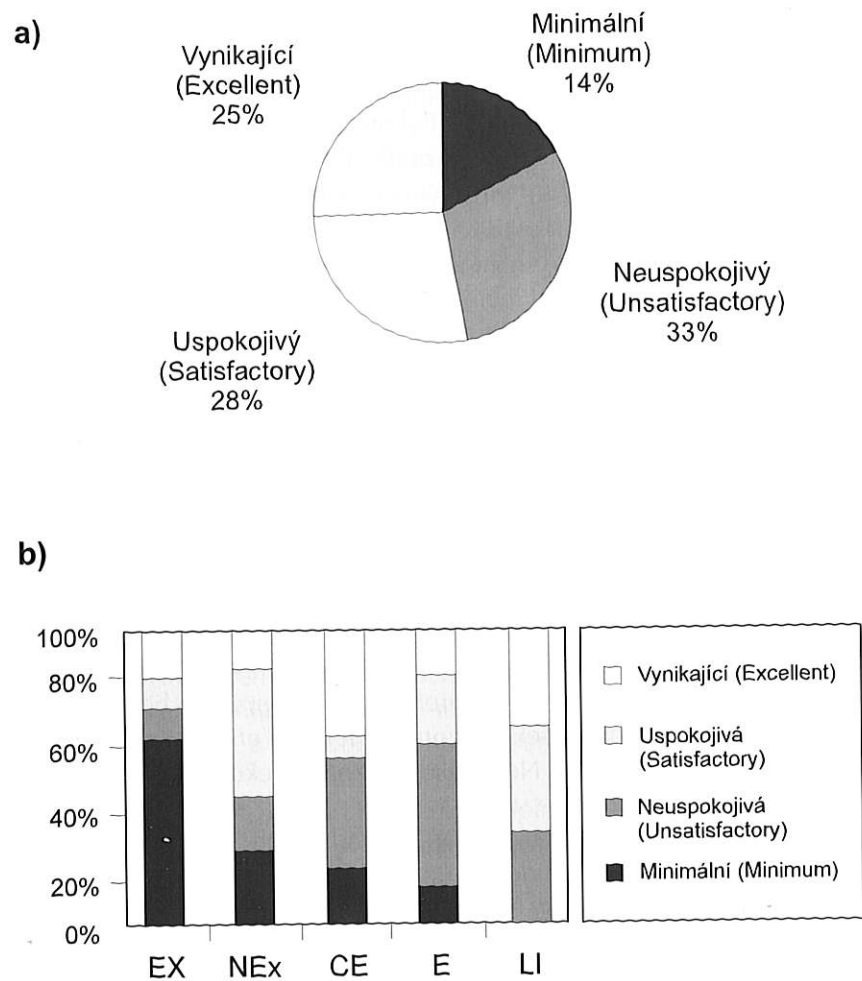 a)
Vynikající
(Excellent)
25%
Minimální
(Minimum)
14%
Neuspokojivý
(Unsatisfactory)
33%
Uspokojivý
(Satisfactory)
28%
b)
100%
80%
60%
40%
20%
0%
EX NEx CE E LI
Vynikající (Excellent)
Uspokojivá
(Satisfactory)
Neuspokojivá
(Unsatisfactory)
Minimální (Minimum)